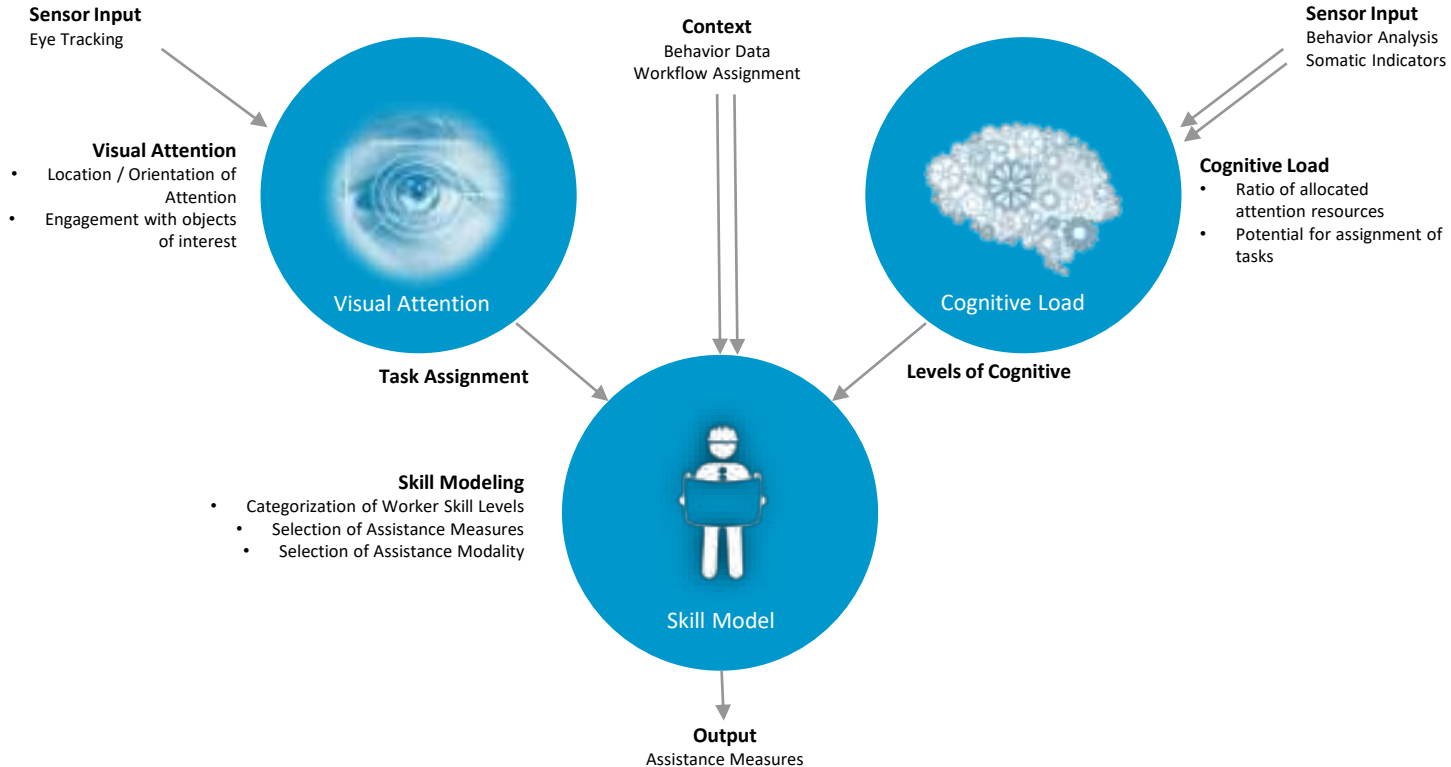 Sensor Input
Eye Tracking
Context
Behavior Data
Workflow Assignment
Sensor Input
Behavior Analysis
Somatic Indicators
Visual Attention
• Location / Orientation of
Attention
• Engagement with objects
of interest
Visual Attention
Cognitive Load
Cognitive Load
• Ratio of allocated
attention resources
• Potential for assignment of
tasks
Task Assignment
Levels of Cognitive
Skill Modeling
• Categorization of Worker Skill Levels
• Selection of Assistance Measures
• Selection of Assistance Modality
Skill Model
Output
Assistance Measures